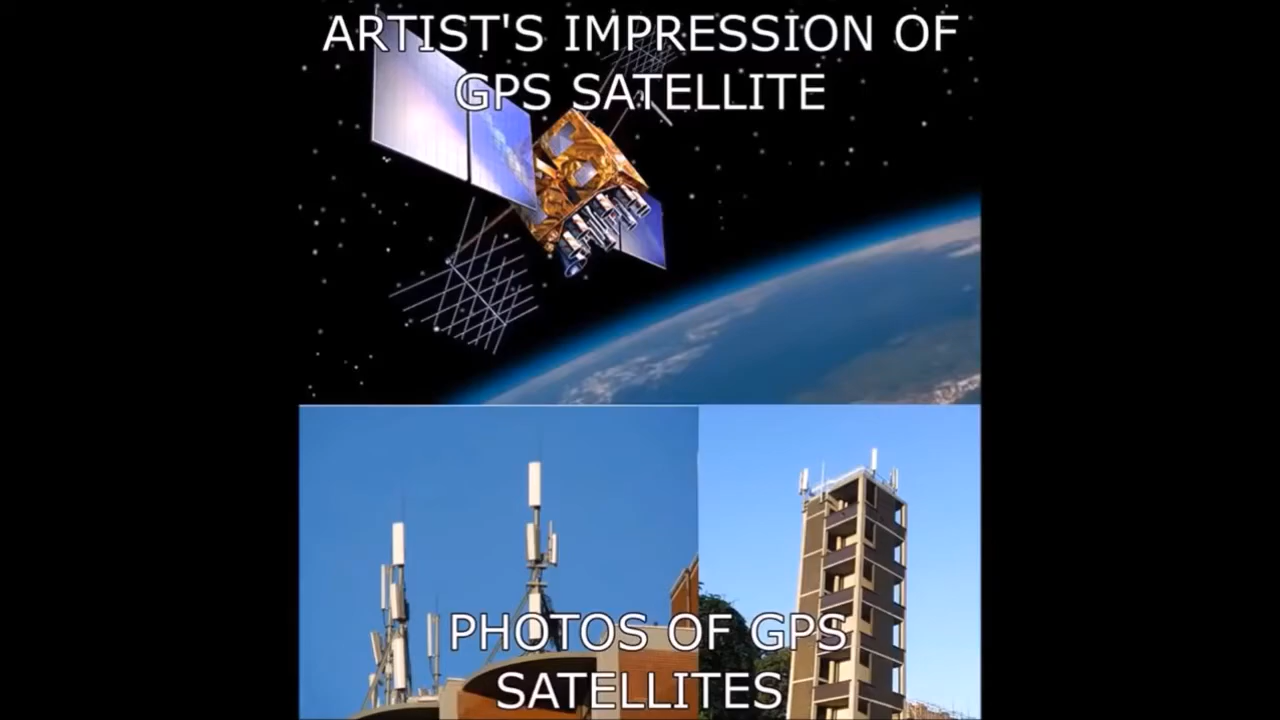 ARTIST'S IMPRESSION OF
GPS SATELLITE
PHOTOS OF GPS
SATELLITES